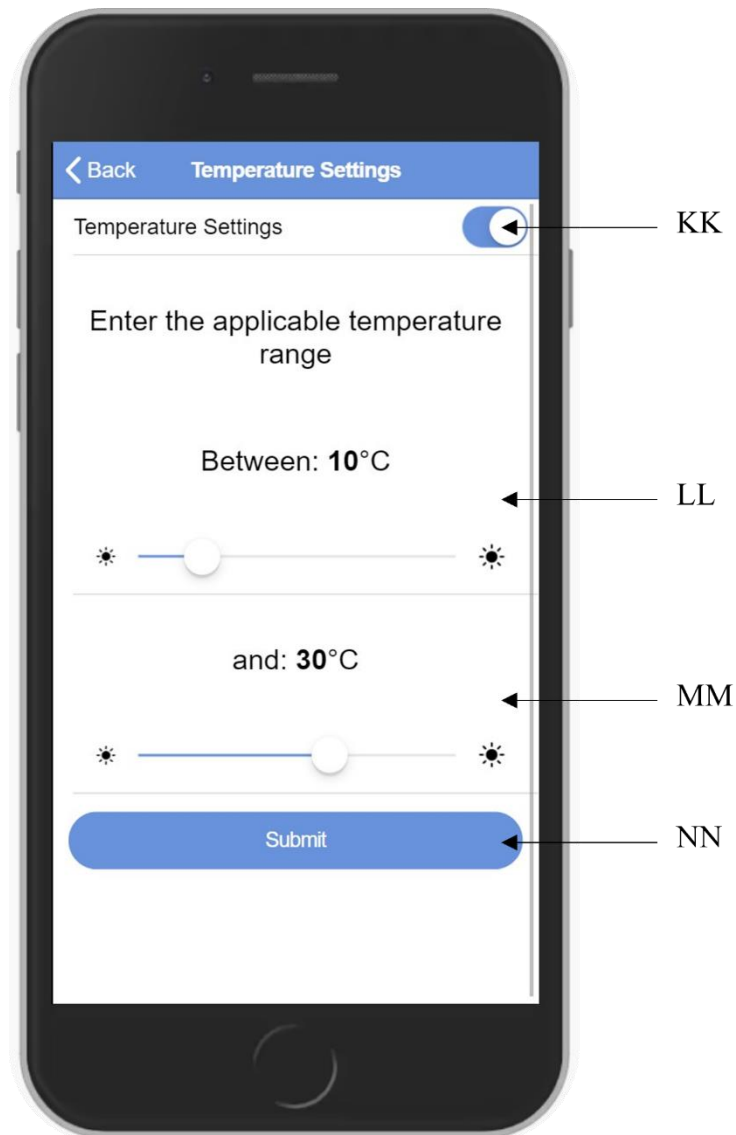 Back Temperature Settings
Temperature Settings
KK
Enter the applicable temperature
range
Between: 10°C
LL
and: 30°C
MM
Submit
NN